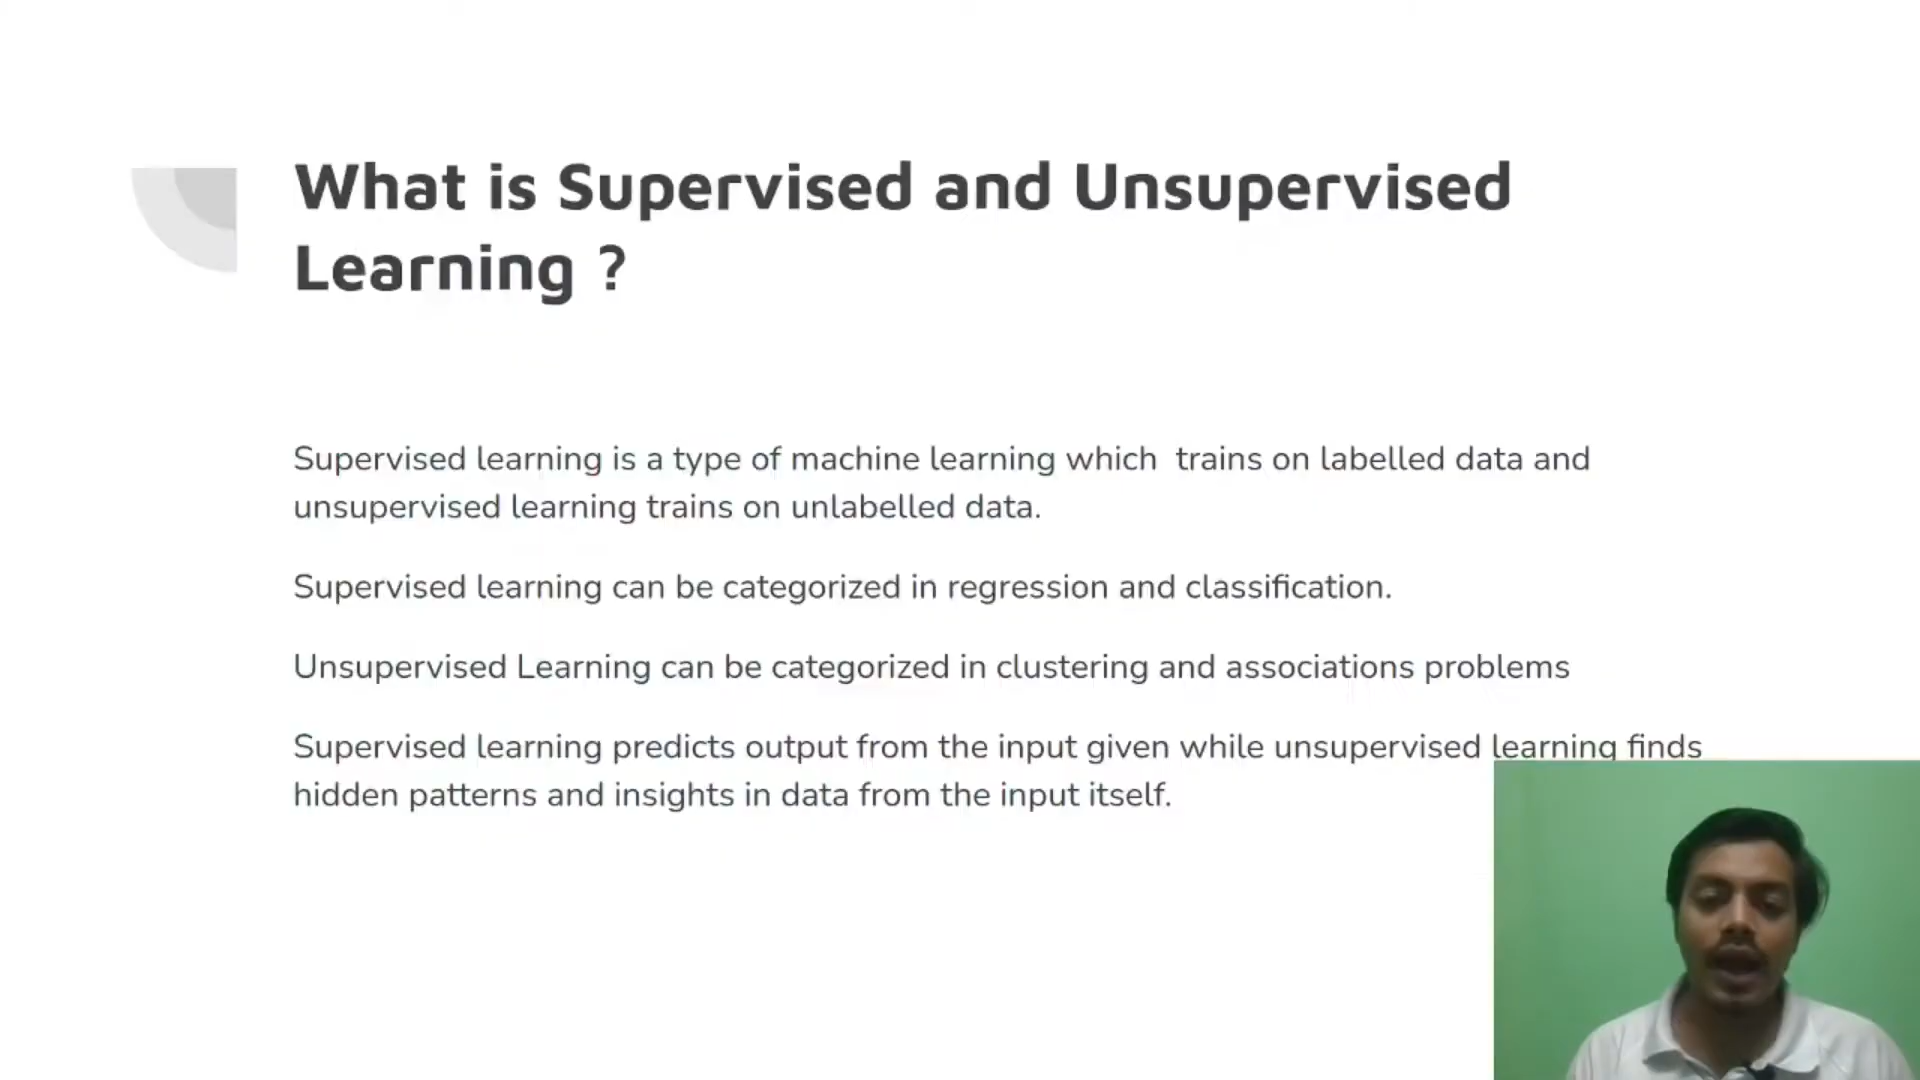 What is Supervised and Unsupervised
Learning ?
Supervised learning is a type of machine learning which  trains on labelled data and
unsupervised learning trains on unlabelled data.
Supervised learning can be categorized in regression and classification.
Unsupervised Learning can be categorized in clustering and associations problems
Supervised learning predicts output from the input given while unsupervised learning finds
hidden patterns and insights in data from the input itself.